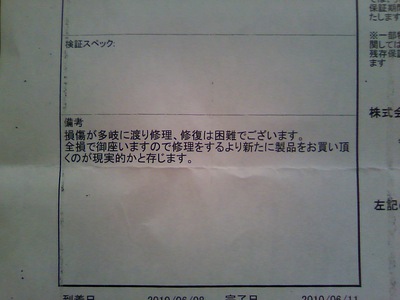 保証期間
たします
※一部特
関しては
残存保証
ます
検証スペック:
備考
損傷が多岐に渡り修理、修復は困難でございます。
全損で御座いますので修理をするより新たに製品をお買い頂
くのが現実的かと存じます。
株式会
左記の
到着日 2010/06/08 完了日 2010/06/11